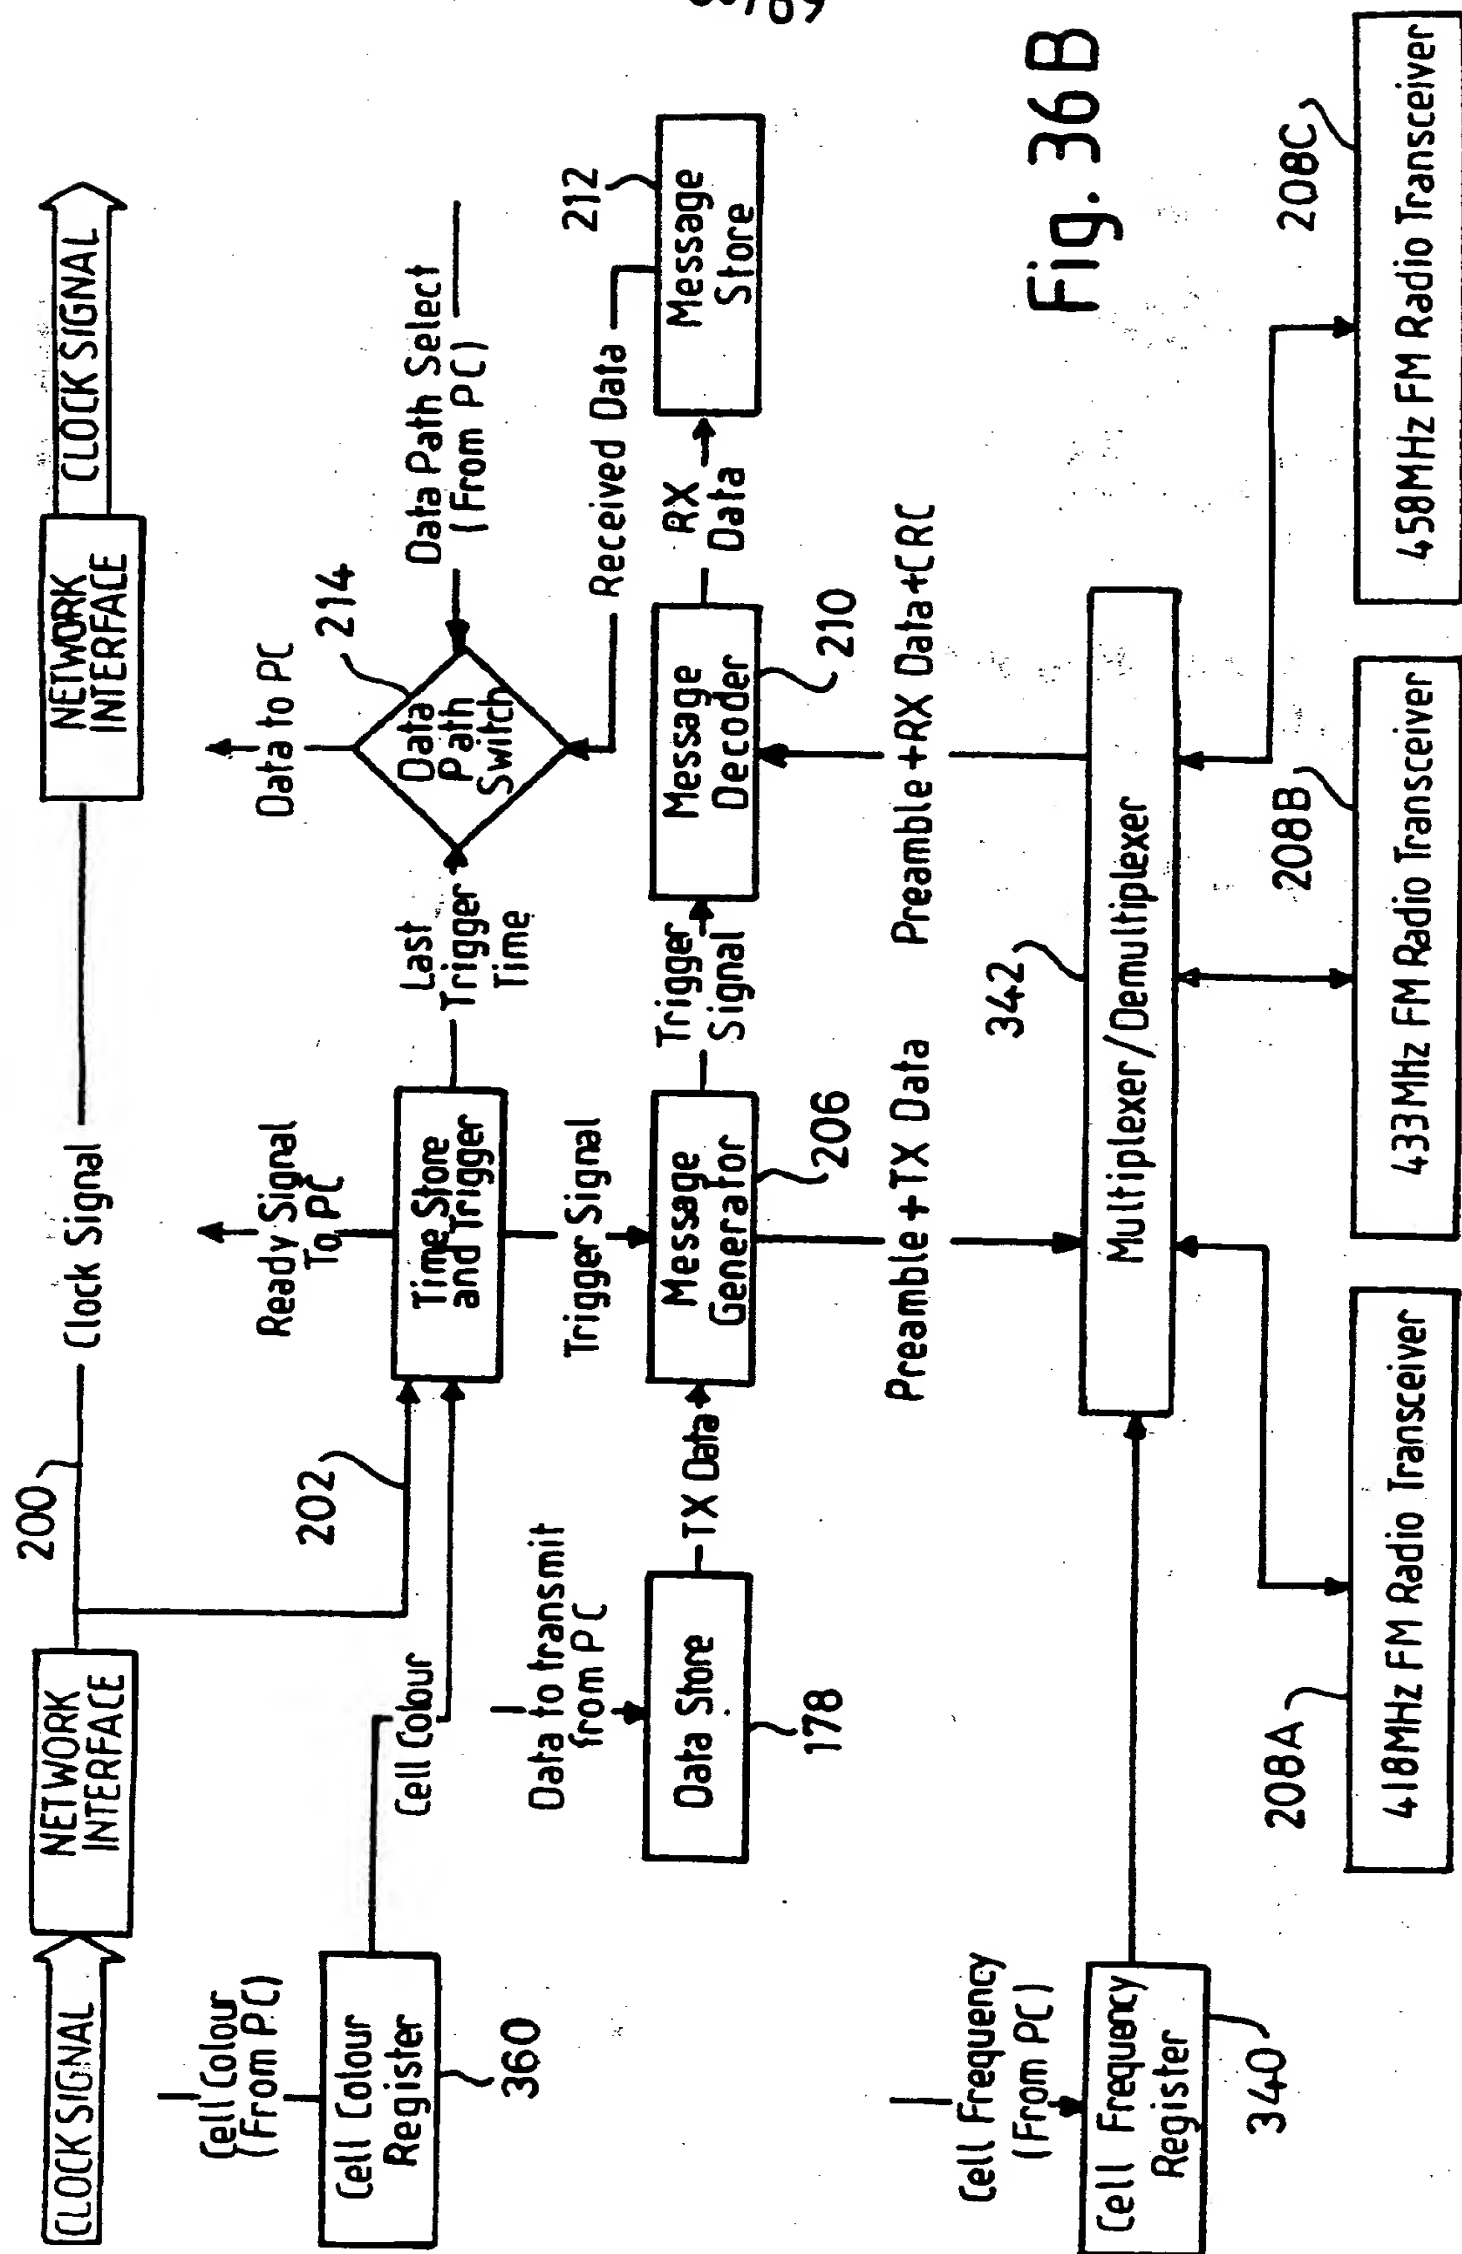 CLOCK SIGNAL
NETWORK
INTERFACE
200
Clock Signal
NETWORK
INTERFACE
CLOCK SIGNAL
Cell Colour
(From PC)
Cell Colour
Register
360
Cell Colour
202
Ready Signal
To PC
Time Store
and Trigger
Last
Trigger
Time
Data to PC
214
Data
Path
Switch
Data Path Select
(From PC)
Data to transmit
from PC
Data Store
178
TX Data
Trigger Signal
Message
Generator
206
Trigger
Signal
Message
Decoder
210
Received Data
RX
Data
212
Message
Store
Preamble+TX Data
Preamble+RX Data+CRC
Fig. 36B
Cell Frequency
(From PC)
Cell Frequency
Register
340
342
Multiplexer/Demultiplexer
208A
418MHz FM Radio Transceiver
208B
433MHz FM Radio Transceiver
208C
458MHz FM Radio Transceiver